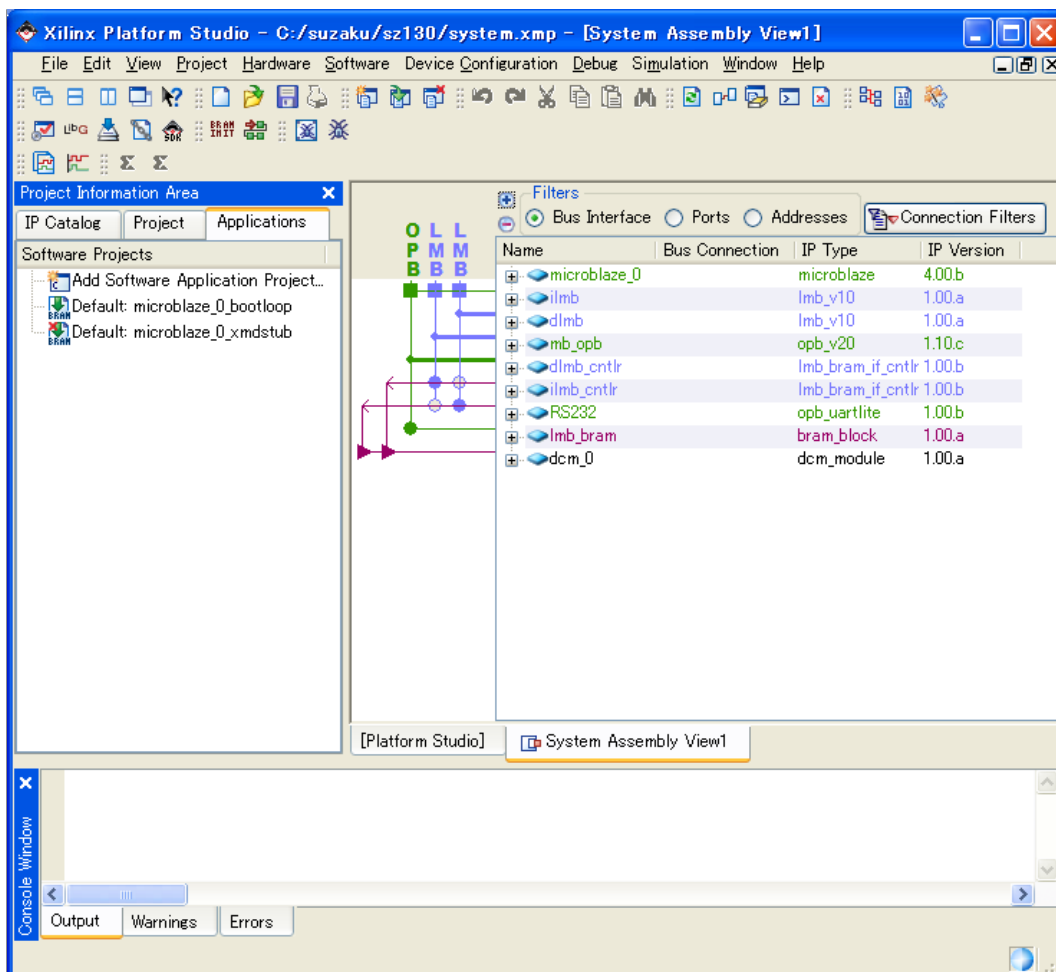 Xilinx Platform Studio - C:/suzaku/sz130/system.xmp - [System Assembly View1]
File Edit View Project Hardware Software Device Configuration Debug Simulation Window Help
Project Information Area
IP Catalog Project Applications
Software Projects
Add Software Application Project...
Default: microblaze_0_bootloop
Default: microblaze_0_xmdstub
Filters
Bus Interface Ports Addresses Connection Filters
OPB LMB LMB
Name Bus Connection IP Type IP Version
microblaze_0 microblaze 4.00.b
ilmb lmb_v10 1.00.a
dlmb lmb_v10 1.00.a
mb_opb opb_v20 1.10.c
dlmb_cntlr lmb_bram_if_cntlr 1.00.b
ilmb_cntlr lmb_bram_if_cntlr 1.00.b
RS232 opb_uartlite 1.00.b
lmb_bram bram_block 1.00.a
dcm_0 dcm_module 1.00.a
[Platform Studio] System Assembly View1
Console Window
Output Warnings Errors